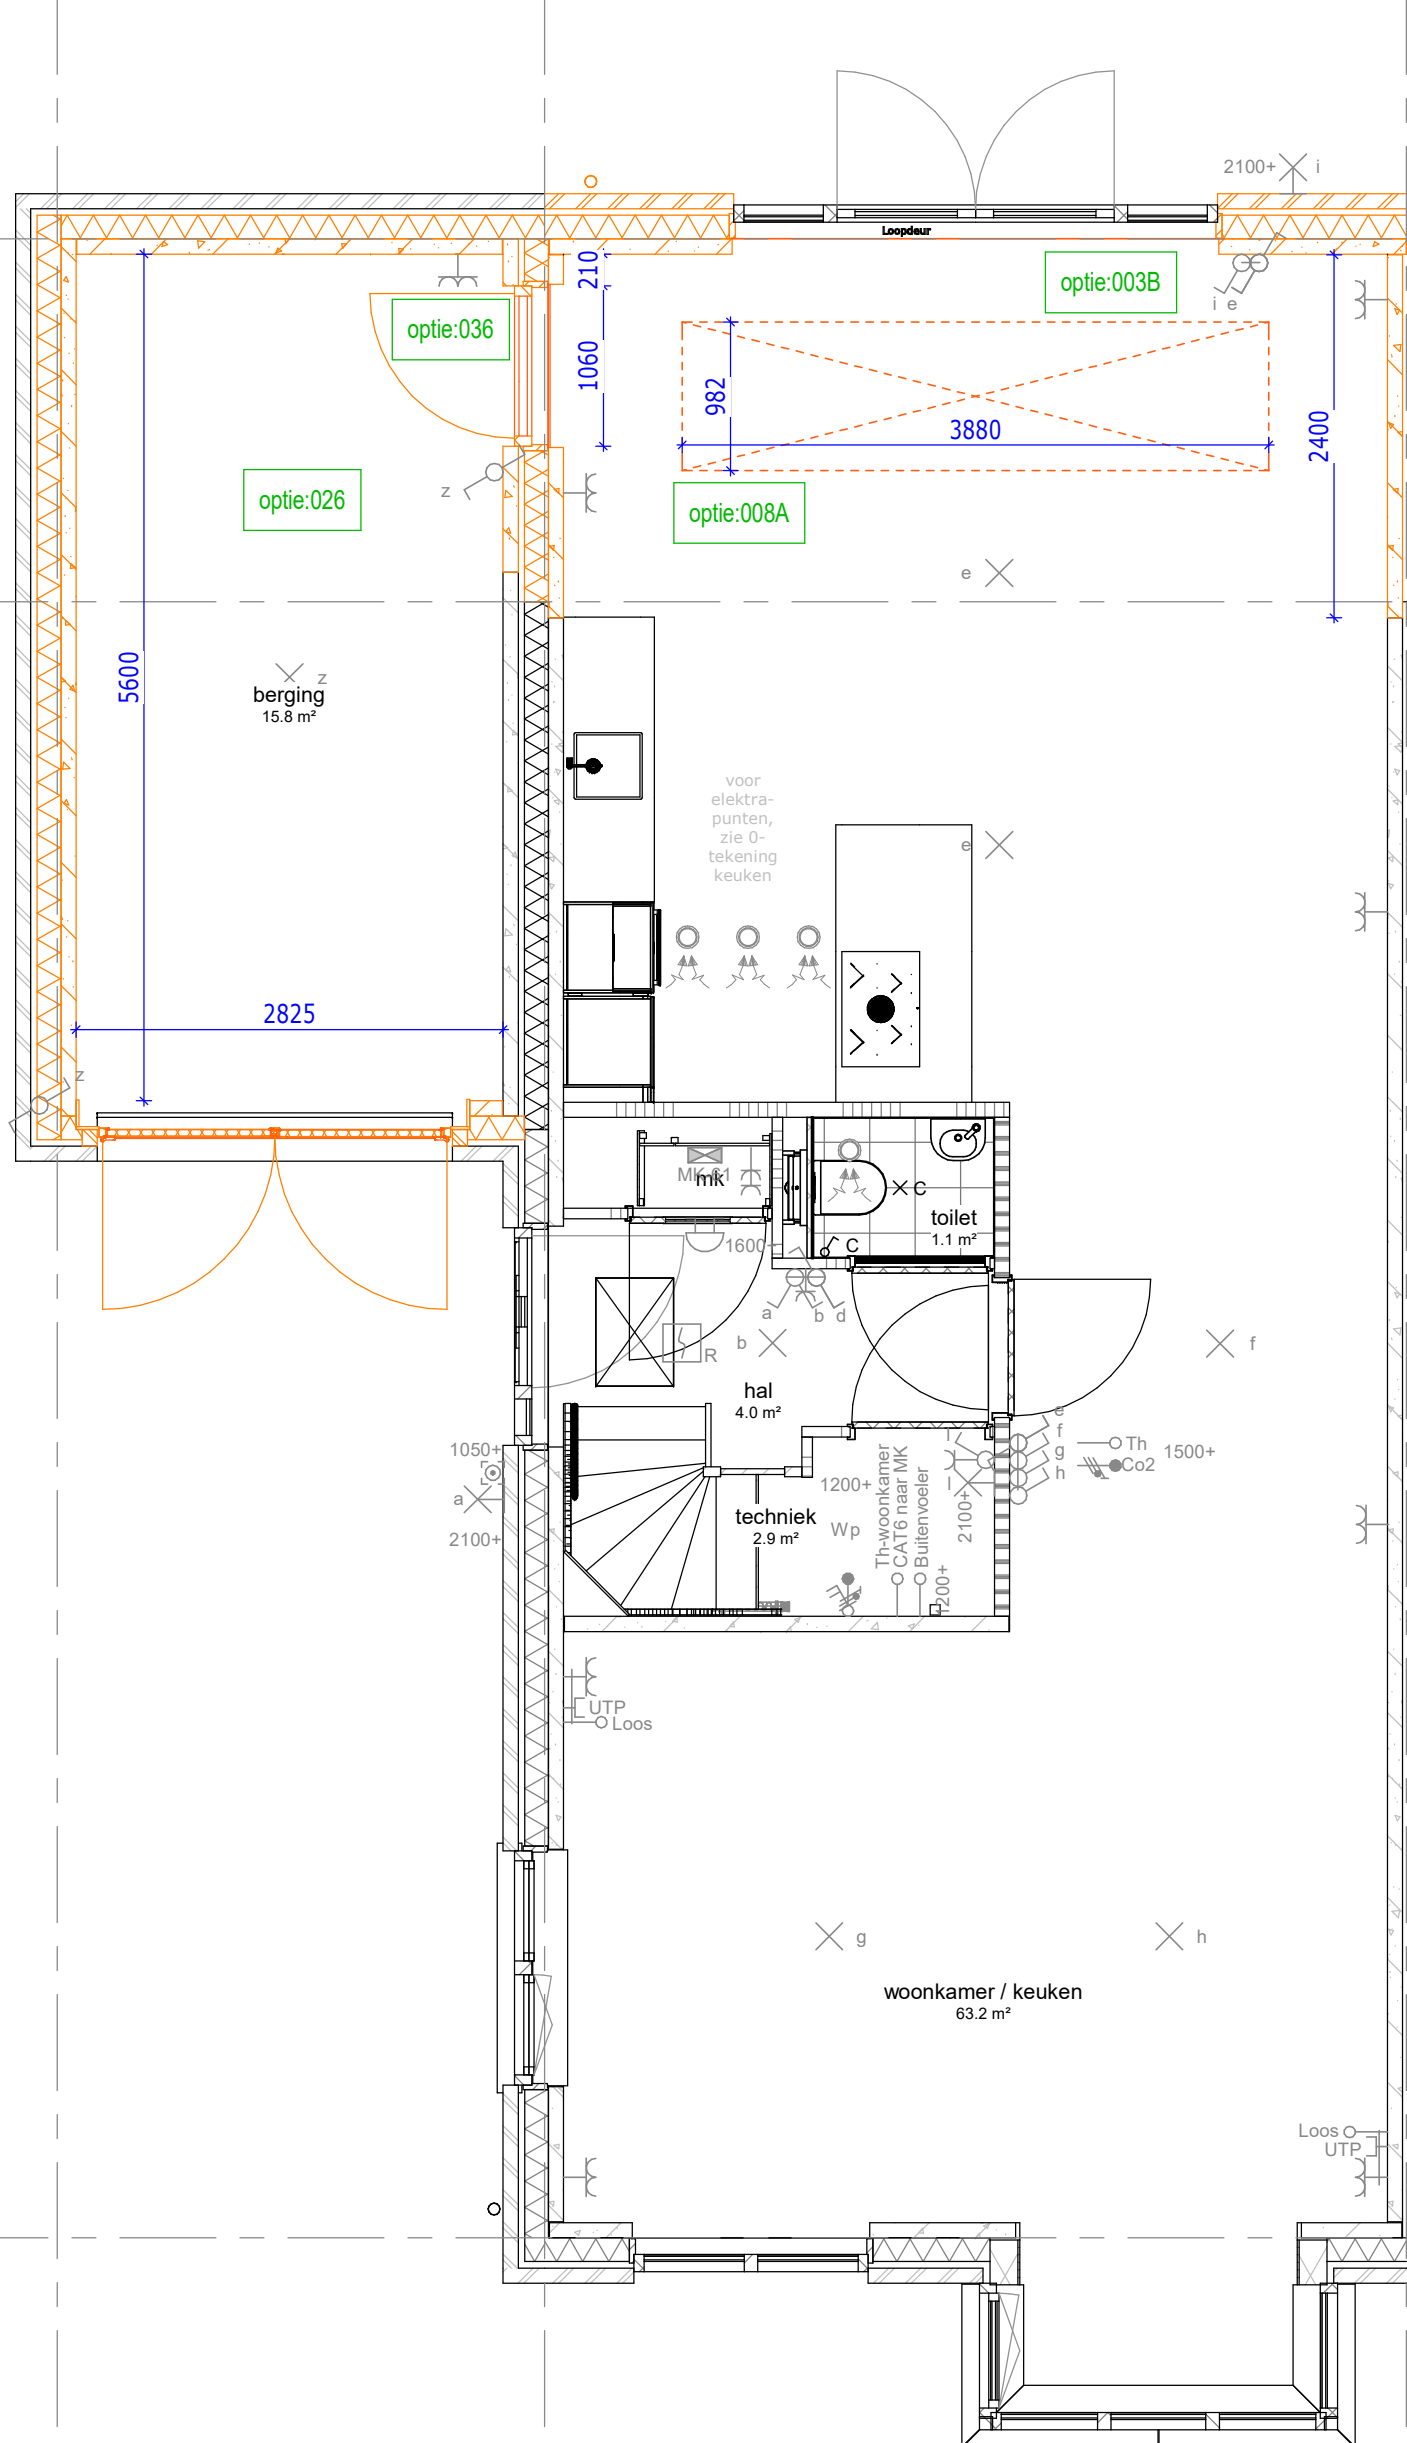 2100+ i
Loopdeur
210
optie:003B
i e
optie:036
1060
982
3880
2400
z
optie:026
optie:008A
e
5600
z
berging
15.8 m²
voor
elektra-
punten,
zie 0-
tekening
keuken
e
2825
z
MK-61
mk
C
toilet
1.1 m²
1600+
C
a b d
R
b
f
hal
4.0 m²
e
f
g
h
Th
Co2
1500+
1050+
a
2100+
1200+
Th-woonkamer
CAT6 naar MK
Buitenvoeler
l
l
2100+
techniek
2.9 m²
Wp
1200+
UTP
Loos
g
h
woonkamer / keuken
63.2 m²
Loos
UTP